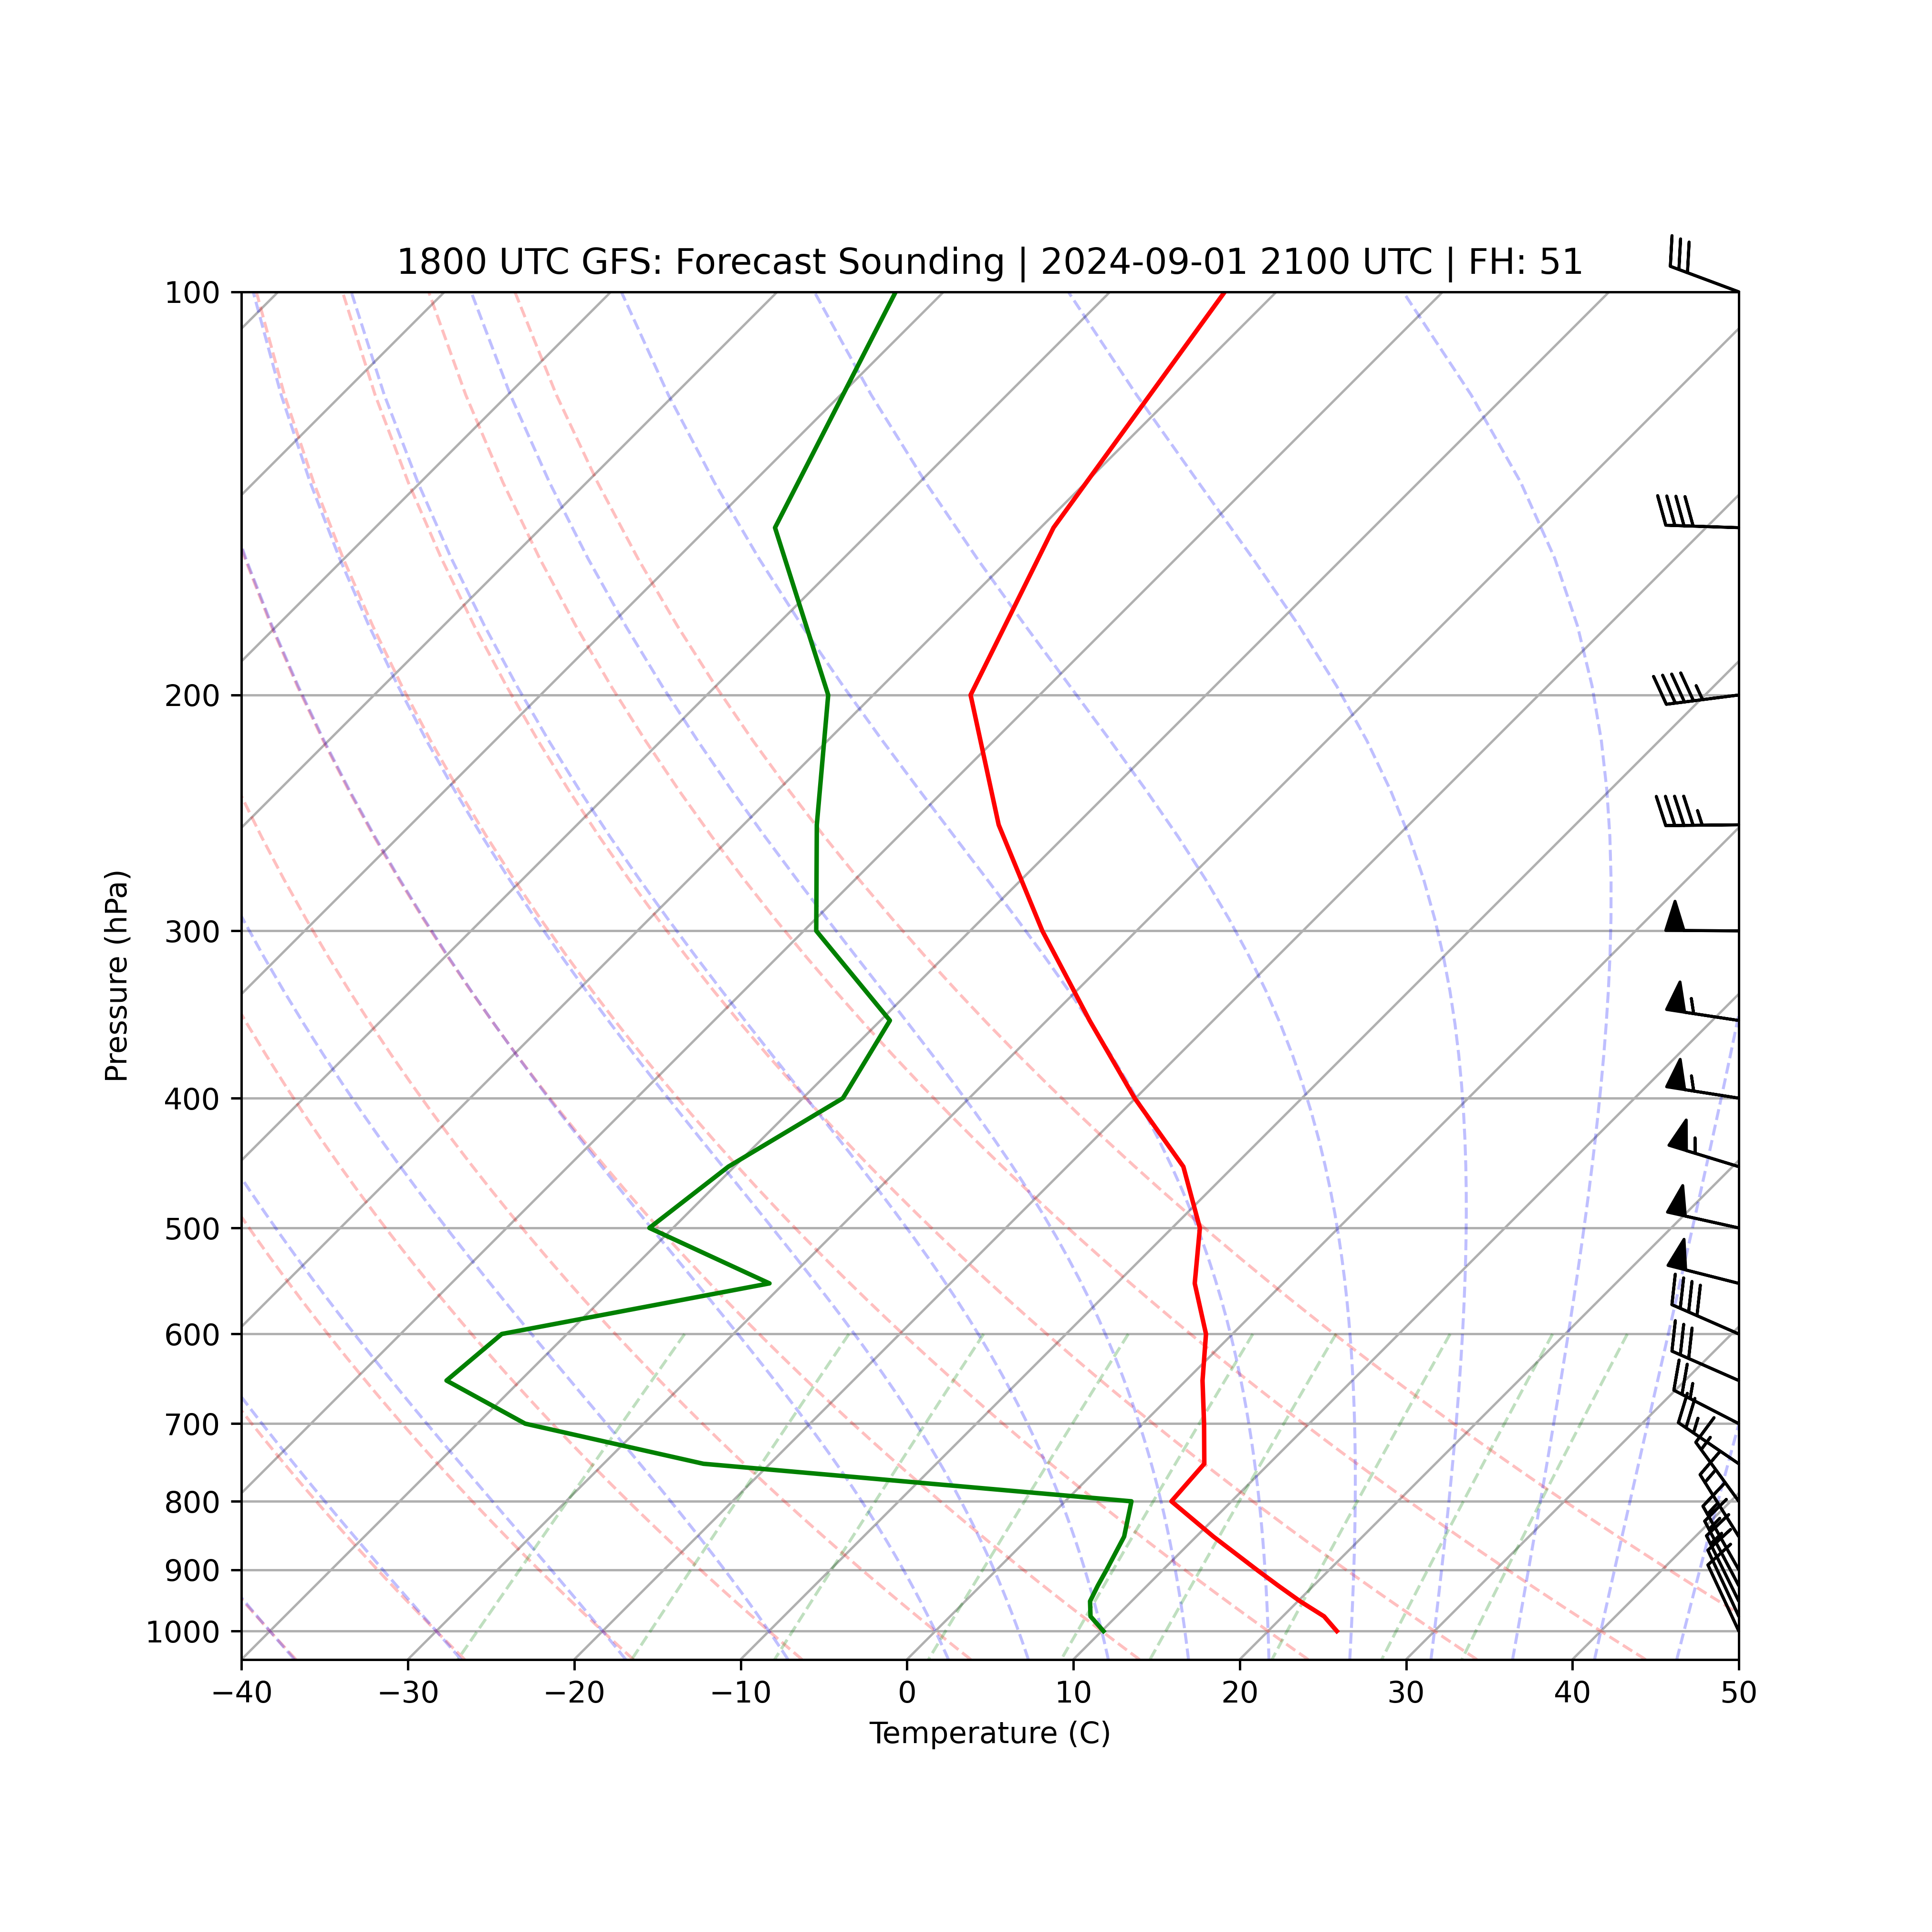 1800 UTC GFS: Forecast Sounding | 2024-09-01 2100 UTC | FH: 51
100
200
300
400
500
600
700
800
900
1000
Pressure (hPa)
−40 −30 −20 −10 0 10 20 30 40 50
Temperature (C)